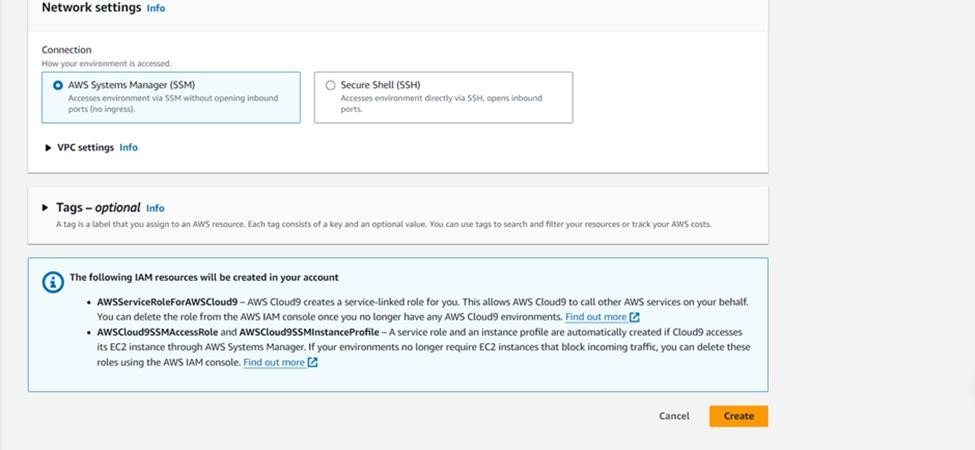 Network settings Info
Connection
How your environment is accessed.
AWS Systems Manager (SSM)
Accesses environment via SSM without opening inbound
ports (no ingress).
Secure Shell (SSH)
Accesses environment directly via SSH, opens inbound
ports.
VPC settings Info
Tags – optional Info
A tag is a label that you assign to an AWS resource. Each tag consists of a key and an optional value. You can use tags to search and filter your resources or track your AWS costs.
The following IAM resources will be created in your account
• AWSServiceRoleForAWSCloud9 – AWS Cloud9 creates a service-linked role for you. This allows AWS Cloud9 to call other AWS services on your behalf.
You can delete the role from the AWS IAM console once you no longer have any AWS Cloud9 environments. Find out more
• AWSCloud9SSMAccessRole and AWSCloud9SSMInstanceProfile – A service role and an instance profile are automatically created if Cloud9 accesses
its EC2 instance through AWS Systems Manager. If your environments no longer require EC2 instances that block incoming traffic, you can delete these
roles using the AWS IAM console. Find out more
Cancel Create